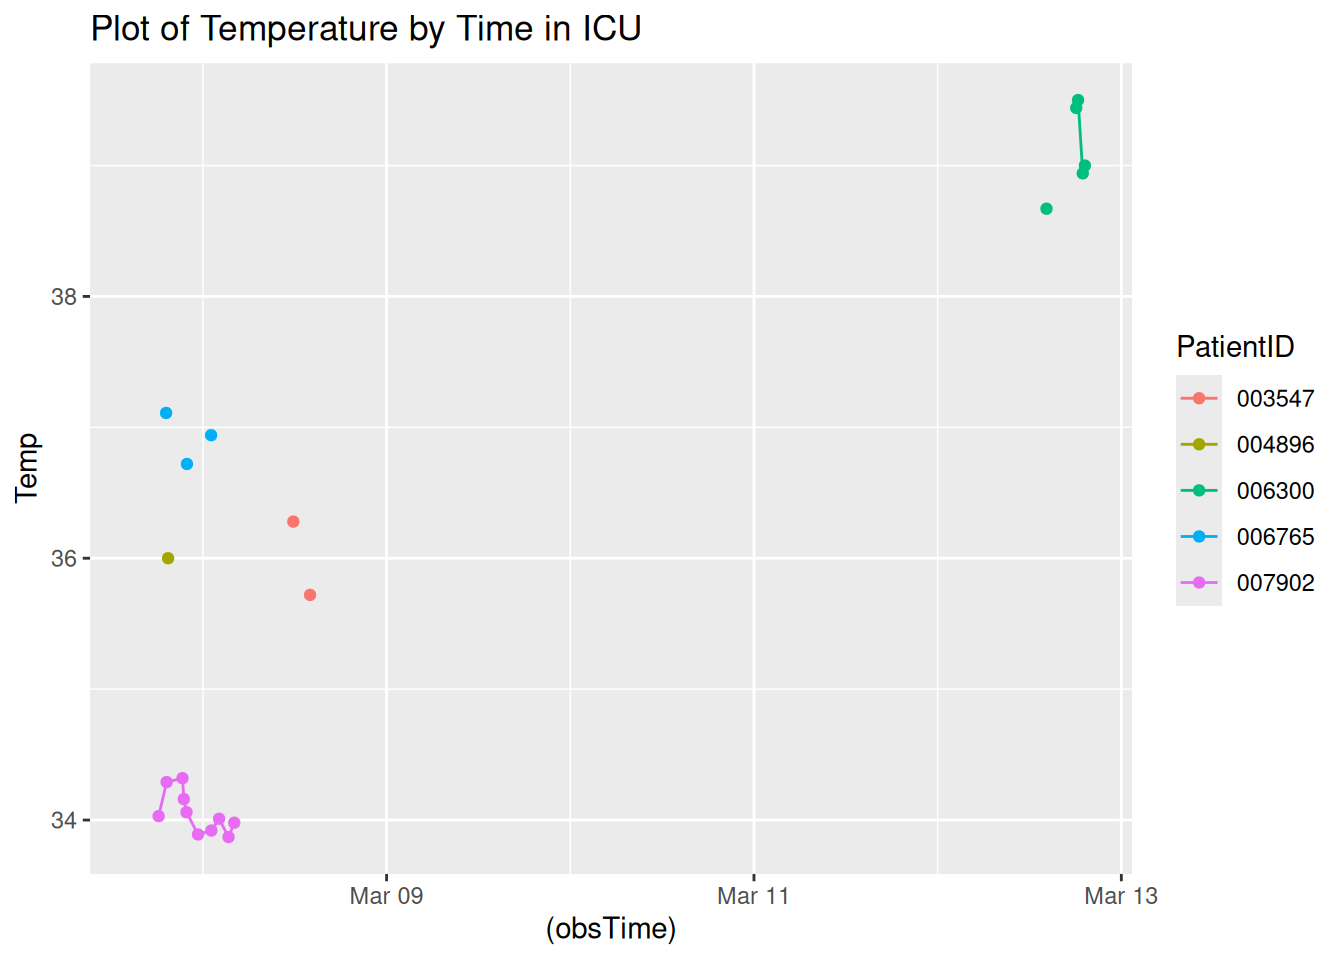 Plot of Temperature by Time in ICU
Temp
38
36
34
Mar 09
Mar 11
Mar 13
(obsTime)
PatientID
003547
004896
006300
006765
007902